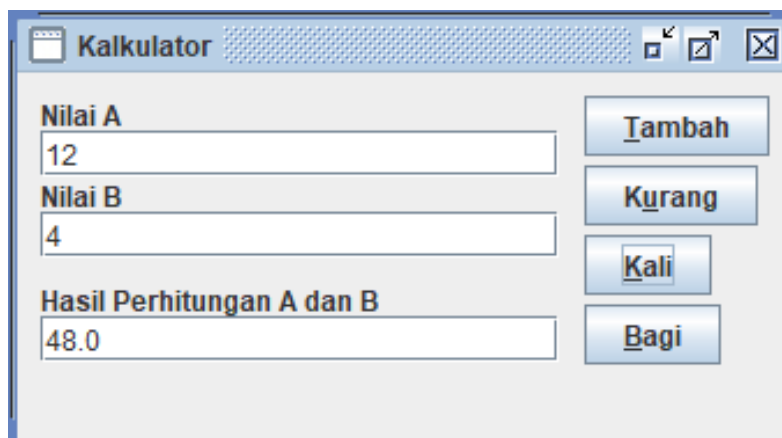 Kalkulator
Nilai A
12
Nilai B
4
Hasil Perhitungan A dan B
48.0
Tambah
Kurang
Kali
Bagi